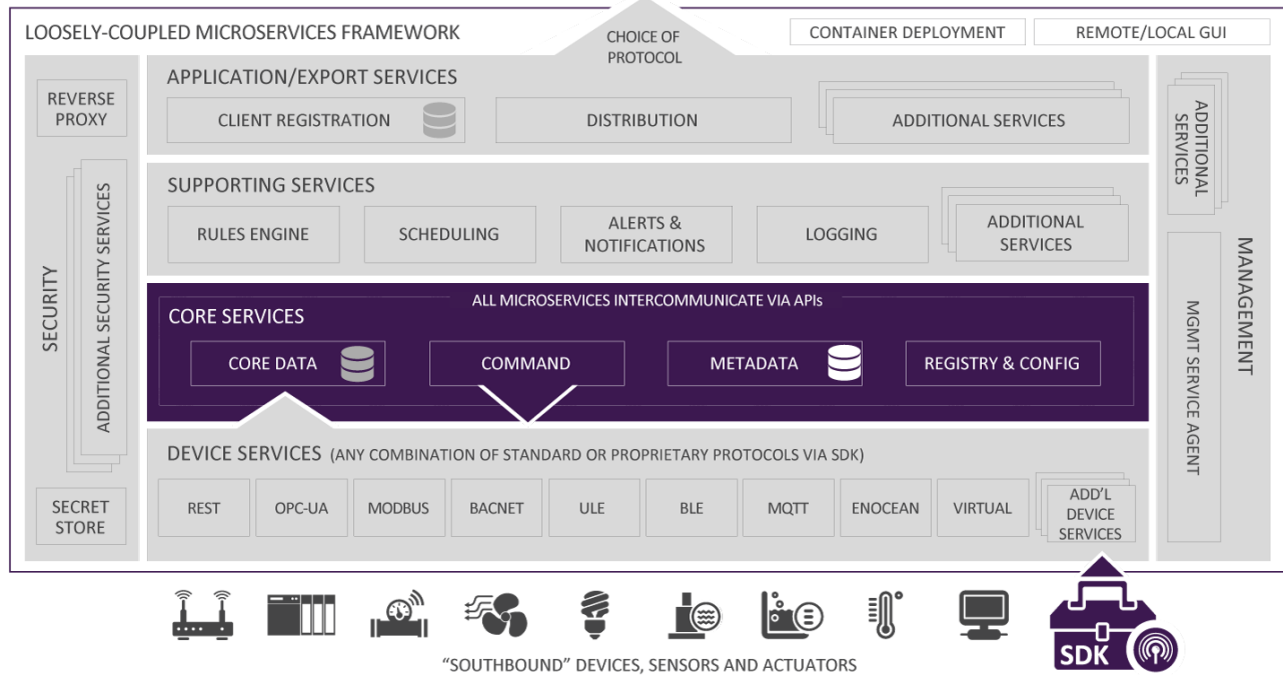 LOOSELY-COUPLED MICROSERVICES FRAMEWORK
CHOICE OF
PROTOCOL
CONTAINER DEPLOYMENT
REMOTE/LOCAL GUI
REVERSE
PROXY
SECURITY
ADDITIONAL SECURITY SERVICES
SECRET
STORE
APPLICATION/EXPORT SERVICES
CLIENT REGISTRATION
DISTRIBUTION
ADDITIONAL SERVICES
SUPPORTING SERVICES
RULES ENGINE
SCHEDULING
ALERTS &
NOTIFICATIONS
LOGGING
ADDITIONAL
SERVICES
ALL MICROSERVICES INTERCOMMUNICATE VIA APIs
CORE SERVICES
CORE DATA
COMMAND
METADATA
REGISTRY & CONFIG
DEVICE SERVICES (ANY COMBINATION OF STANDARD OR PROPRIETARY PROTOCOLS VIA SDK)
REST
OPC-UA
MODBUS
BACNET
ULE
BLE
MQTT
ENOCEAN
VIRTUAL
ADD'L
DEVICE
SERVICES
ADDITIONAL
SERVICES
MANAGEMENT
MGMT SERVICE AGENT
SDK
“SOUTHBOUND” DEVICES, SENSORS AND ACTUATORS